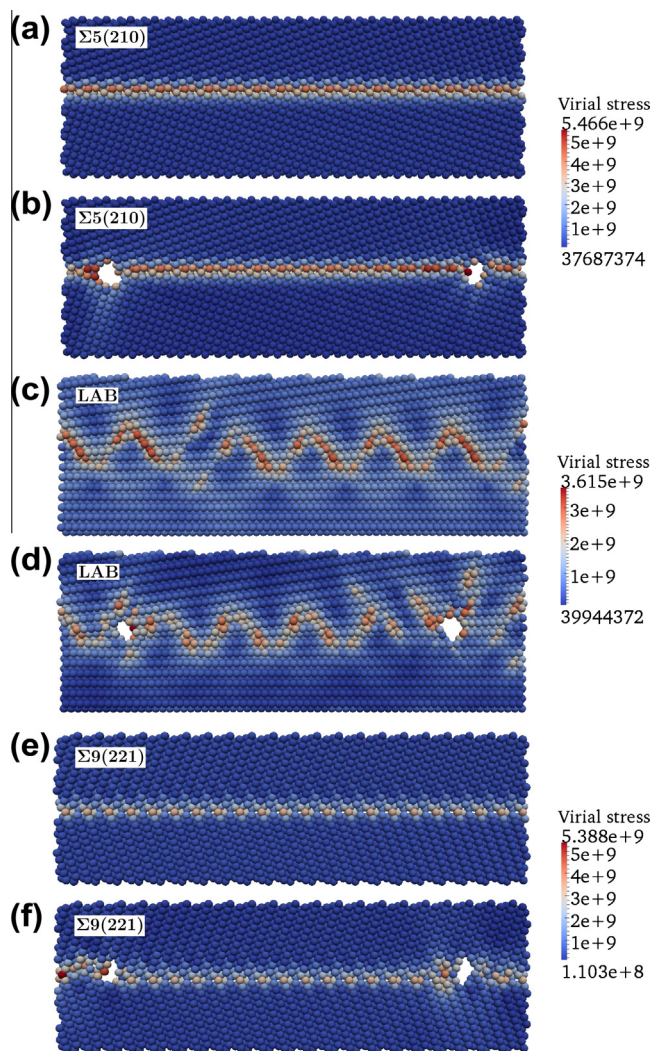 (a)
Σ5(210)
Virial stress
5.466e+9
5e+9
4e+9
3e+9
2e+9
1e+9
37687374
(b)
Σ5(210)
(c)
LAB
Virial stress
3.615e+9
3e+9
2e+9
1e+9
39944372
(d)
LAB
(e)
Σ9(221)
Virial stress
5.388e+9
5e+9
4e+9
3e+9
2e+9
1e+9
1.103e+8
(f)
Σ9(221)